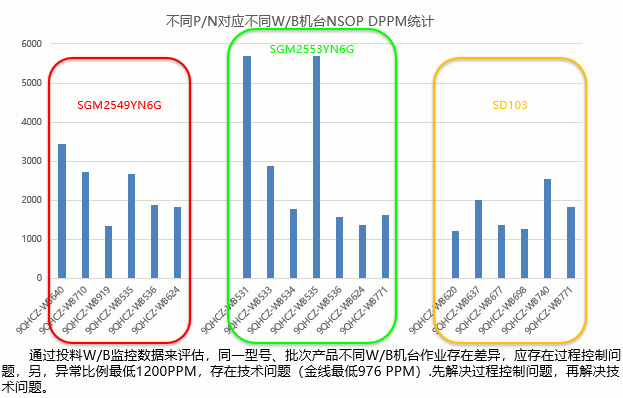 不同P/N对应不同W/B机台NSOP DPPM统计
6000
5000
4000
3000
2000
1000
0
SGM2549YN6G
SGM2553YN6G
SD103
9QHCZ-WB640
9QHCZ-WB710
9QHCZ-WB919
9QHCZ-WB535
9QHCZ-WB536
9QHCZ-WB624
9QHCZ-WB531
9QHCZ-WB533
9QHCZ-WB534
9QHCZ-WB535
9QHCZ-WB536
9QHCZ-WB624
9QHCZ-WB771
9QHCZ-WB620
9QHCZ-WB637
9QHCZ-WB677
9QHCZ-WB698
9QHCZ-WB740
9QHCZ-WB771
通过投料W/B监控数据来评估，同一型号、批次产品不同W/B机台作业存在差异，应存在过程控制问
题，另，异常比例最低1200PPM，存在技术问题（金线最低976 PPM）.先解决过程控制问题，再解决技
术问题。